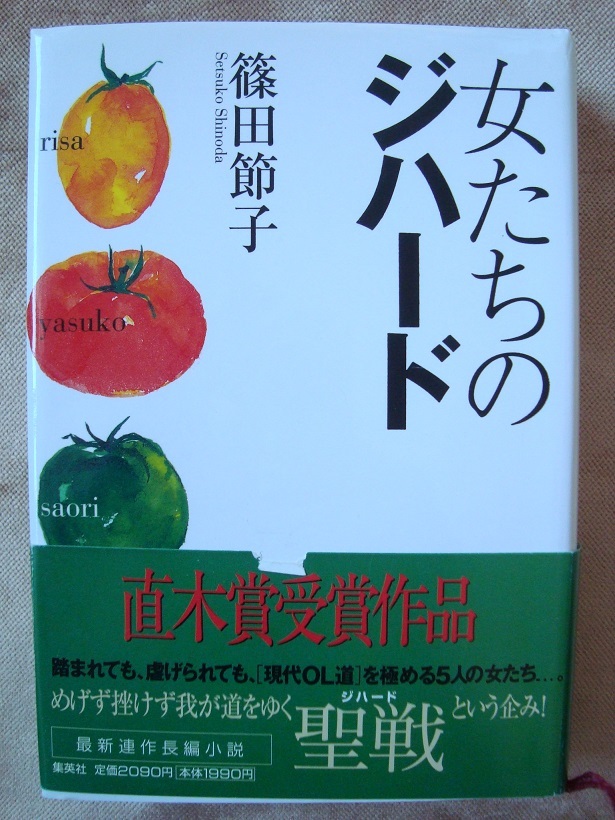 女たちの
ジハード
篠田節子
Setsuko Shinoda
risa
yasuko
saori
直木賞受賞作品
踏まれても、虐げられても、[現代OL道]を極める5人の女たち…。
めげず挫けず我が道をゆく聖戦という企み!
ジハード
最新連作長編小説
集英社 定価2090円 本体1990円